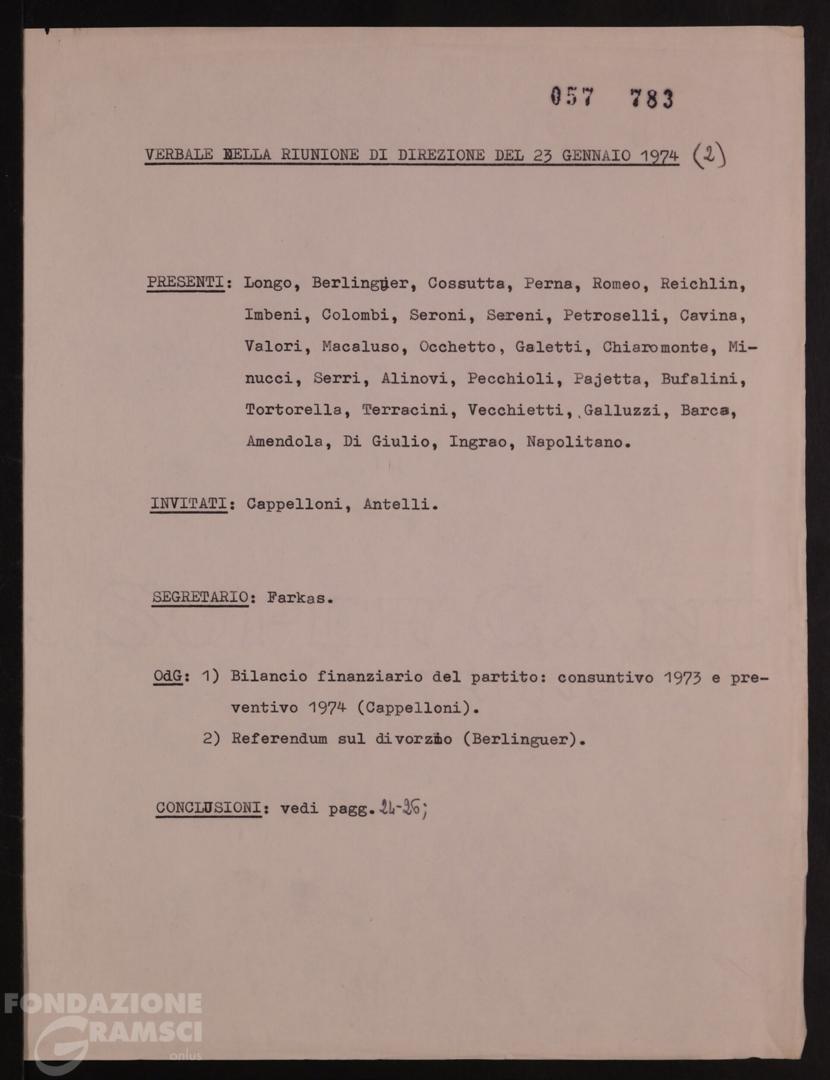 057 783
VERBALE DELLA RIUNIONE DI DIREZIONE DEL 23 GENNAIO 1974 (2)
PRESENTI: Longo, Berlinguer, Cossutta, Perna, Romeo, Reichlin,
Imbeni, Colombi, Seroni, Sereni, Petroselli, Cavina,
Valori, Macaluso, Occhetto, Galetti, Chiaromonte, Mi-
nucci, Serri, Alinovi, Pecchioli, Pajetta, Bufalini,
Tortorella, Terracini, Vecchietti, Galluzzi, Barca,
Amendola, Di Giulio, Ingrao, Napolitano.
INVITATI: Cappelloni, Antelli.
SEGRETARIO: Farkas.
OdG: 1) Bilancio finanziario del partito: consuntivo 1973 e pre-
ventivo 1974 (Cappelloni).
2) Referendum sul divorzio (Berlinguer).
CONCLUSIONI: vedi pagg. 24-26;
FONDAZIONE
GRAMSCI
onlus